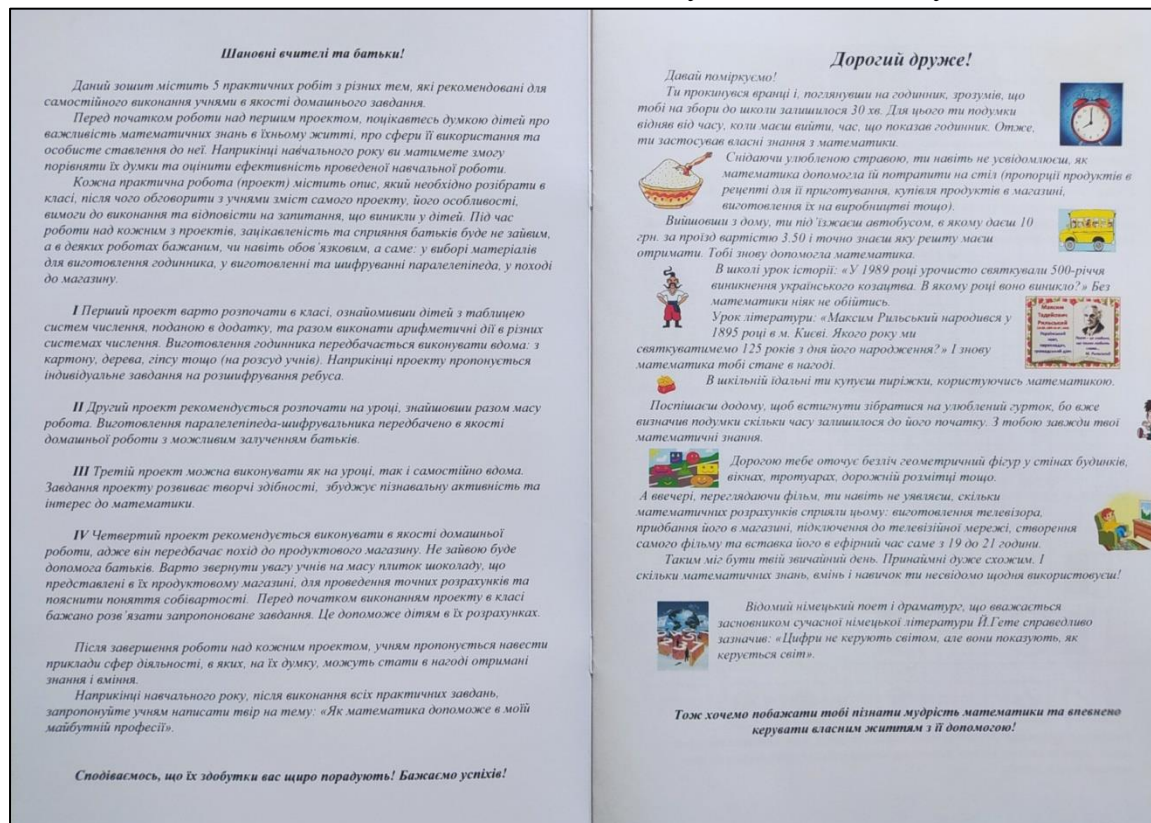 Шановні вчителі та батьки!
Даний зошит містить 5 практичних робіт з різних тем, які рекомендовані для
самостійного виконання учнями в якості домашнього завдання.
Перед початком роботи над першим проектом, поцікавтесь думкою дітей про
важливість математичних знань в їхньому житті, про сфери її використання та
особисте ставлення до неї. Наприкінці навчального року ви матимете змогу
порівняти їх думки та оцінити ефективність проведеної навчальної роботи.
Кожна практична робота (проект) містить опис, який необхідно розібрати в
класі, після чого обговорити з учнями зміст самого проекту, його особливості,
вимоги до виконання та відповісти на запитання, що виникли у дітей. Під час
роботи над кожним з проектів, зацікавленість та сприяння батьків буде не зайвим,
а в деяких роботах бажаним, чи навіть обов’язковим, а саме: у виборі матеріалів
для виготовлення годинника, у виготовленні та шифруванні паралелепіпеда, у поході
до магазину.
I Перший проект варто розпочати в класі, ознайомивши дітей з таблицею
систем числення, поданою в додатку, та разом виконати арифметичні дії в різних
системах числення. Виготовлення годинника передбачається виконувати вдома: з
картону, дерева, гіпсу тощо (на розсуд учнів). Наприкінці проекту пропонується
індивідуальне завдання на розшифрування ребуса.
II Другий проект рекомендується розпочати на уроці, знайшовши разом масу
робота. Виготовлення паралелепіпеда-шифрувальника передбачено в якості
домашньої роботи з можливим залученням батьків.
III Третій проект можна виконувати як на уроці, так і самостійно вдома.
Завдання проекту розвиває творчі здібності, збуджує пізнавальну активність та
інтерес до математики.
IV Четвертий проект рекомендується виконувати в якості домашньої
роботи, адже він передбачає похід до продуктового магазину. Не зайвою буде
допомога батьків. Варто звернути увагу учнів на масу плиток шоколаду, що
представлені в їх продуктовому магазині, для проведення точних розрахунків та
пояснити поняття собівартості. Перед початком виконанням проекту в класі
бажано розв’язати запропоноване завдання. Це допоможе дітям в їх розрахунках.
Після завершення роботи над кожним проектом, учням пропонується навести
приклади сфер діяльності, в яких, на їх думку, можуть стати в нагоді отримані
знання і вміння.
Наприкінці навчального року, після виконання всіх практичних завдань,
запропонуйте учням написати твір на тему: «Як математика допоможе в моїй
майбутній професії».
Сподіваємось, що їх здобутки вас щиро порадують! Бажаємо успіхів!
Дорогий друже!
Давай поміркуємо!
Ти прокинувся вранці і, поглянувши на годинник, зрозумів, що
тобі на збори до школи залишилося 30 хв. Для цього ти подумки
відняв від часу, коли маєш вийти, час, що показав годинник. Отже,
ти застосував власні знання з математики.
Снідаючи улюбленою стравою, ти навіть не усвідомлюєш, як
математика допомогла їй потрапити на стіл (пропорції продуктів в
рецепті для її приготування, купівля продуктів в магазині,
виготовлення їх на виробництві тощо).
Вийшовши з дому, ти під’їзжаєш автобусом, в якому даєш 10
грн. за проїзд вартістю 3.50 і точно знаєш яку решту маєш
отримати. Тобі знову допомогла математика.
В школі урок історії: «У 1989 році урочисто святкували 500-річчя
виникнення українського козацтва. В якому році воно виникло?» Без
математики ніяк не обійтись.
Урок літератури: «Максим Рильський народився у
1895 році в м. Києві. Якого року ми
святкуватимемо 125 років з дня його народження?» І знову
математика тобі стане в нагоді.
Максим
Тадейович
Рильський
В шкільній їдальні ти купуєш пиріжки, користуючись математикою.
Поспішаєш додому, щоб встигнути зібратися на улюблений гурток, бо вже
визначив подумки скільки часу залишилося до його початку. З тобою завжди твої
математичні знання.
Дорогою тебе оточує безліч геометричний фігур у стінах будинків,
вікнах, тротуарах, дорожній розмітці тощо.
А ввечері, переглядаючи фільм, ти навіть не уявляєш, скільки
математичних розрахунків сприяли цьому: виготовлення телевізора,
придбання його в магазині, підключення до телевізійної мережі, створення
самого фільму та вставка його в ефірний час саме з 19 до 21 години.
Таким міг бути твій звичайний день. Принаймні дуже схожим. І
скільки математичних знань, вмінь і навичок ти несвідомо щодня використовуєш!
Відомий німецький поет і драматург, що вважається
засновником сучасної німецької літератури Й.Гете справедливо
зазначив: «Цифри не керують світом, але вони показують, як
керується світ».
Тож хочемо побажати тобі пізнати мудрість математики та впевнено
керувати власним життям з її допомогою!